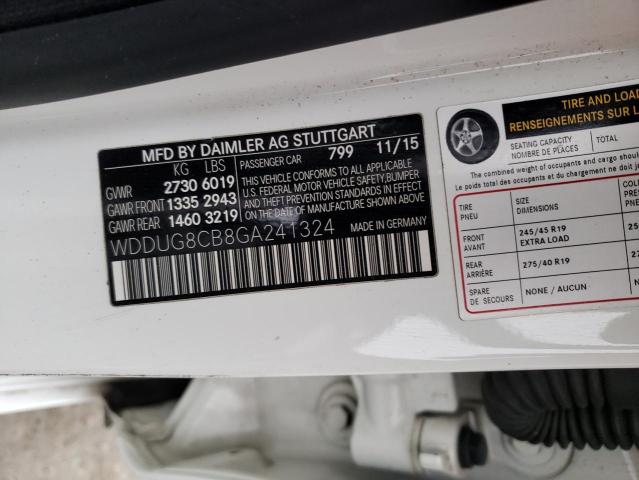 MFD BY DAIMLER AG STUTTGART
KG LBS
PASSENGER CAR 799 11/15
GVWR 2730 6019
GAWR FRONT 1335 2943
GAWR REAR 1460 3219
THIS VEHICLE CONFORMS TO ALL APPLICABLE
U.S. FEDERAL MOTOR VEHICLE SAFETY/BUMPER
AND THEFT PREVENTION STANDARDS IN EFFECT
ON THE DATE OF MANUFACTURE SHOWN ABOVE.
WDDUG8CB8GA241324
MADE IN GERMANY
TIRE AND LOAD
RENSEIGNEMENTS SUR L
SEATING CAPACITY
NOMBRE DE PLACES
TOTAL
The combined weight of occupants and cargo should
Le poids total des occupants et du chargement ne doit
TIRE
PNEU
SIZE
DIMENSIONS
FRONT
AVANT
245/45 R19
EXTRA LOAD
REAR
ARRIÈRE
275/40 R19
SPARE
DE SECOURS
NONE / AUCUN